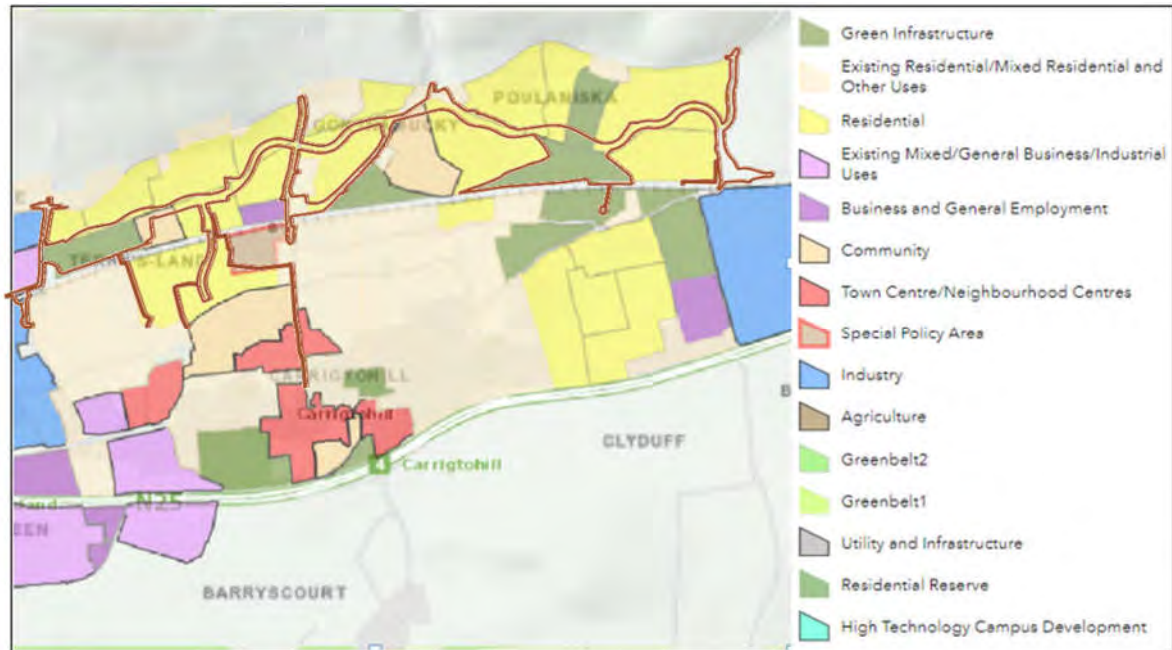 POULANISKA
Green Infrastructure
Existing Residential/Mixed Residential and
Other Uses
Residential
Existing Mixed/General Business/Industrial
Uses
Business and General Employment
Community
Town Centre/Neighbourhood Centres
Special Policy Area
Industry
Agriculture
Greenbelt2
Greenbelt1
Utility and Infrastructure
Residential Reserve
High Technology Campus Development
CARRIGTOHILL
Carrigtohill
CLYDUFF
4 Carrigtohill
N25
EEN
BARRYSCOURT
B